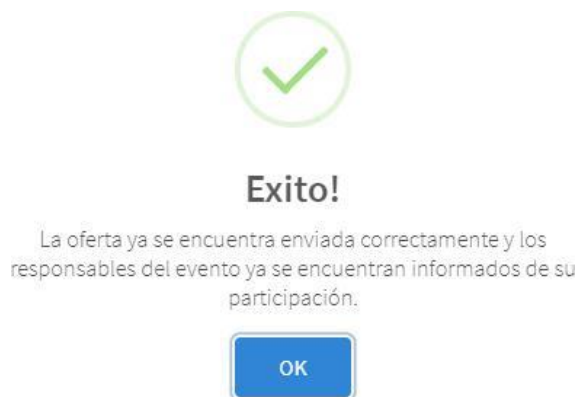 Exito!
La oferta ya se encuentra enviada correctamente y los
responsables del evento ya se encuentran informados de su
participación.
OK